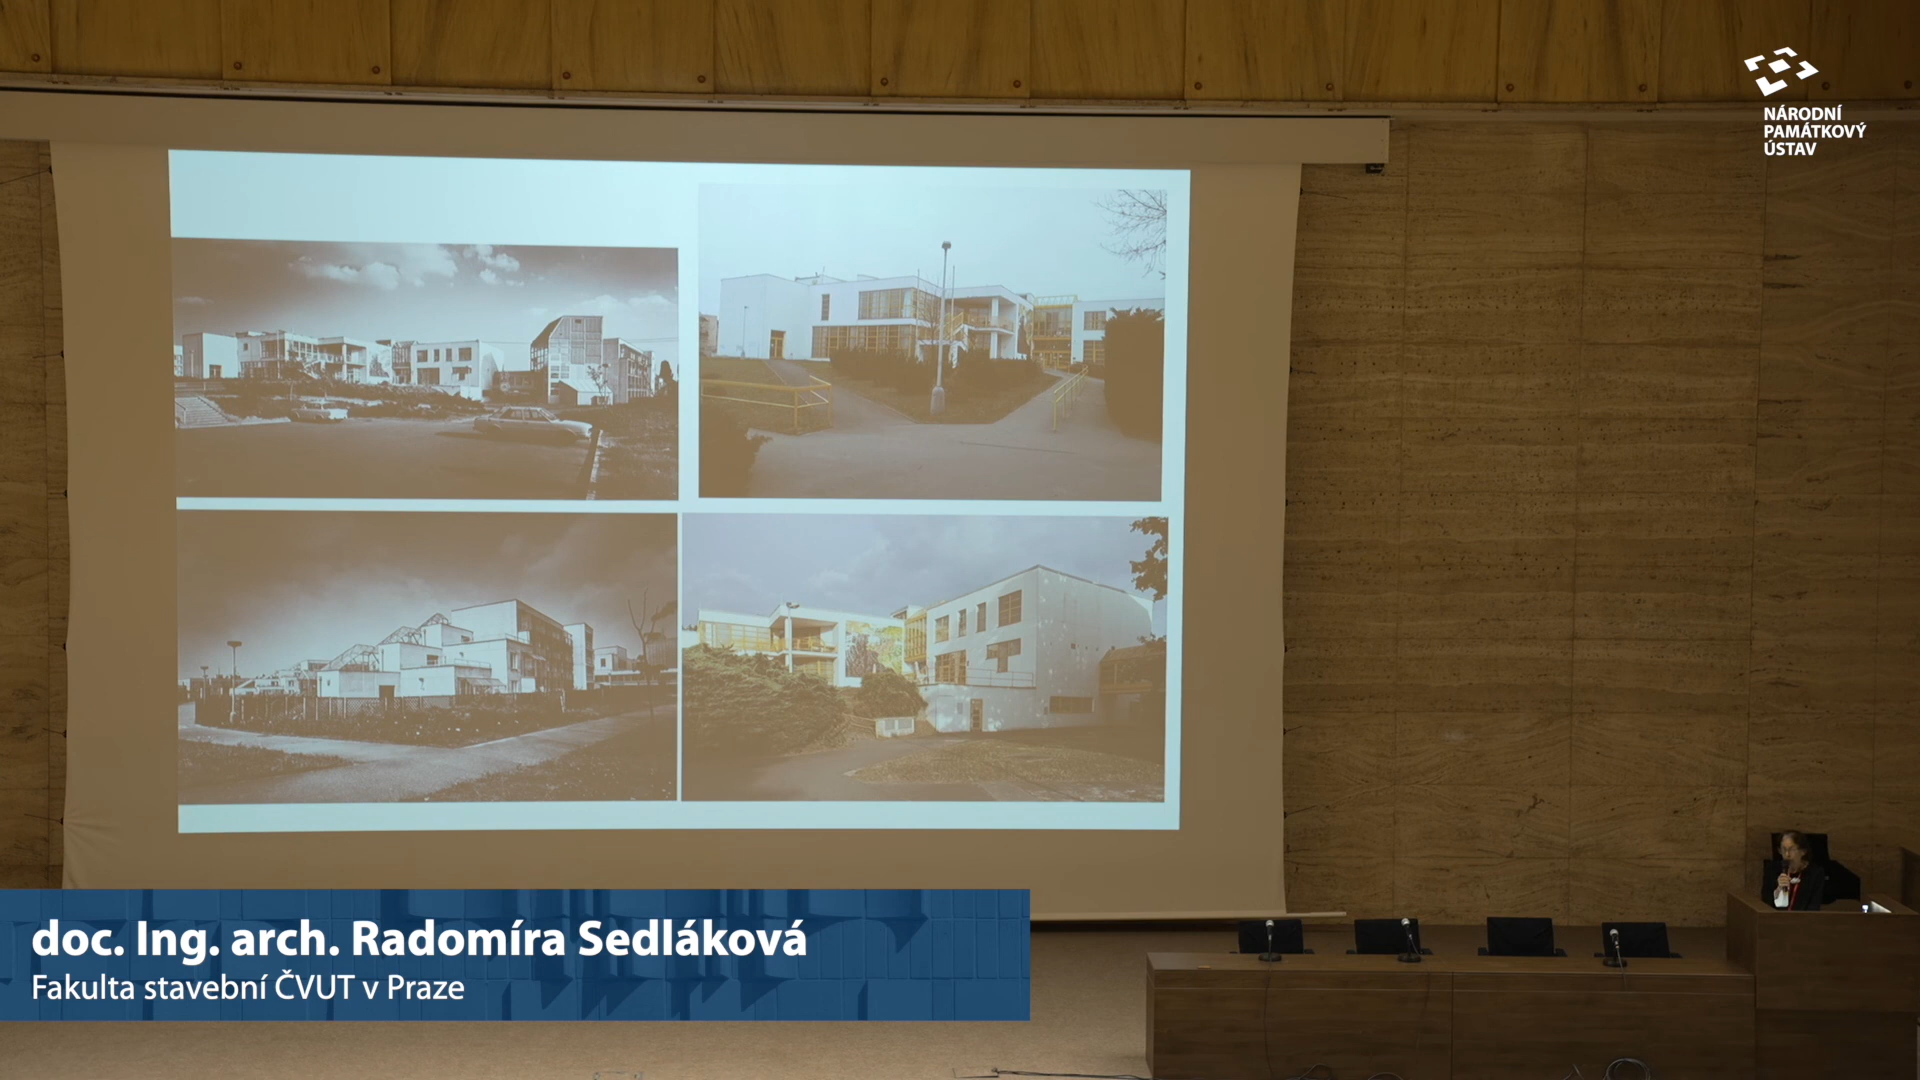 NÁRODNÍ
PAMÁTKOVÝ
ÚSTAV
doc. Ing. arch. Radomíra Sedláková
Fakulta stavební ČVUT v Praze